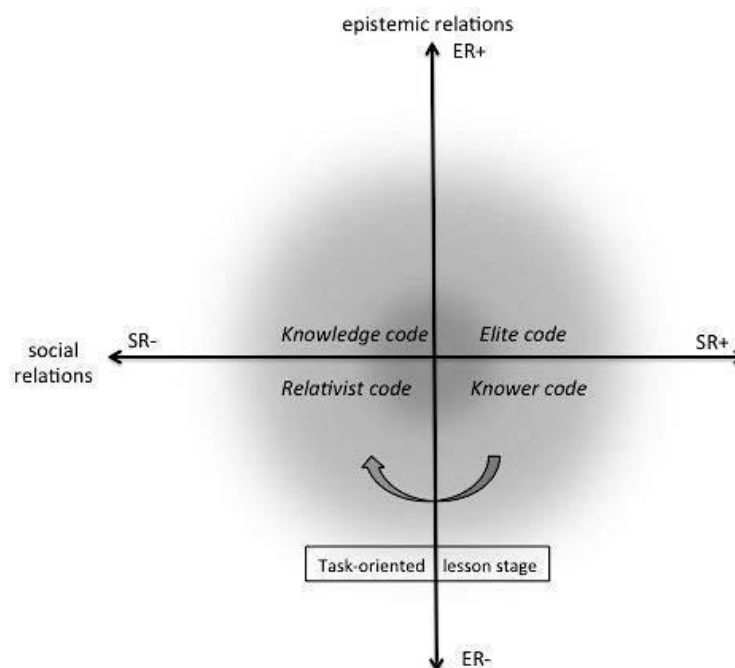 epistemic relations
ER+
Knowledge code
Elite code
SR-
SR+
social
relations
Relativist code
Knower code
Task-oriented lesson stage
ER-